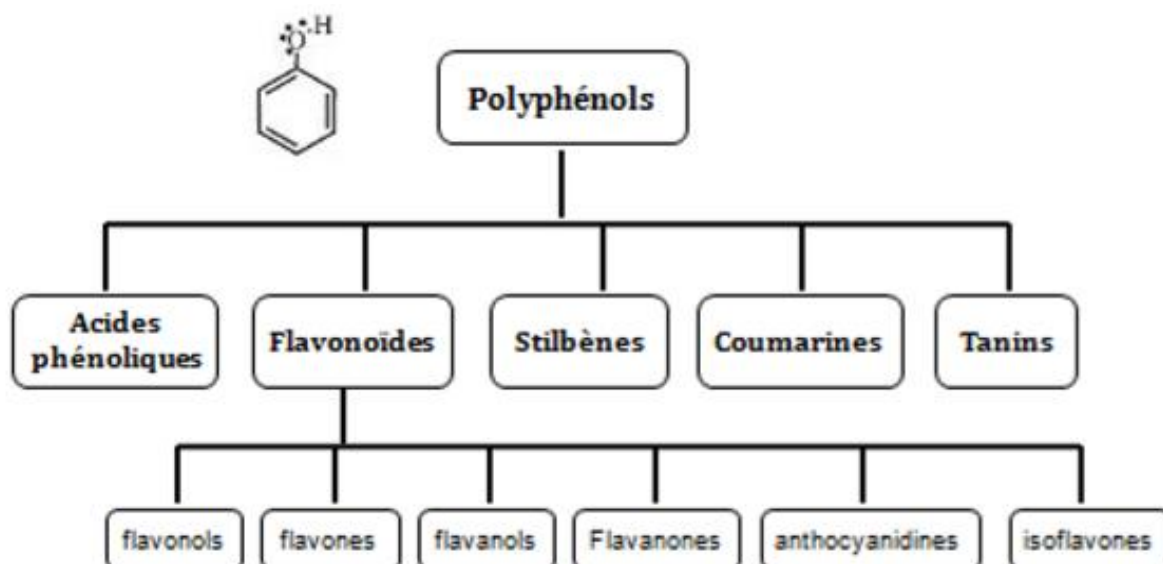 H
O
Polyphénols
Acides
phénoliques
Flavonoïdes
Stilbènes
Coumarines
Tanins
flavonols
flavones
flavanols
Flavanones
anthocyanidines
isoflavones